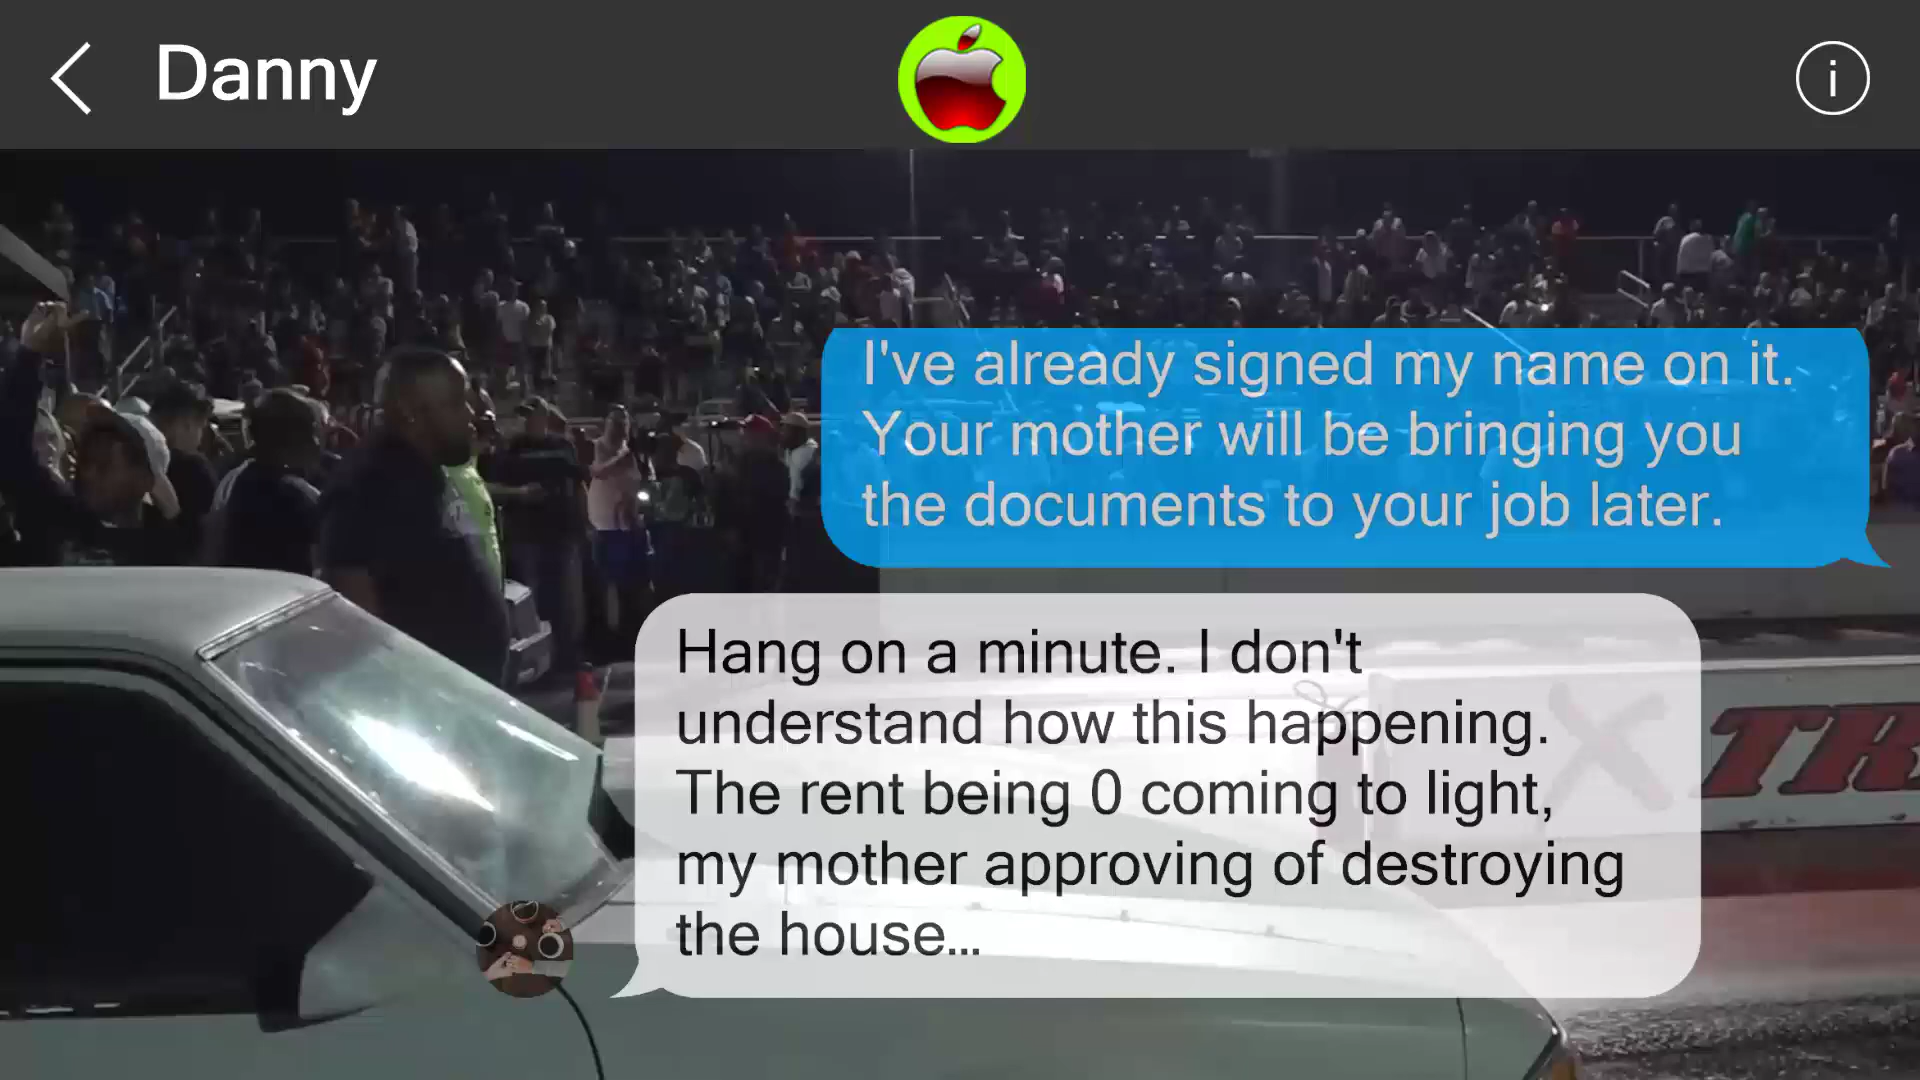 Danny
I've already signed my name on it.
Your mother will be bringing you
the documents to your job later.
Hang on a minute. I don't
understand how this happening.
The rent being 0 coming to light,
my mother approving of destroying
the house...
TR